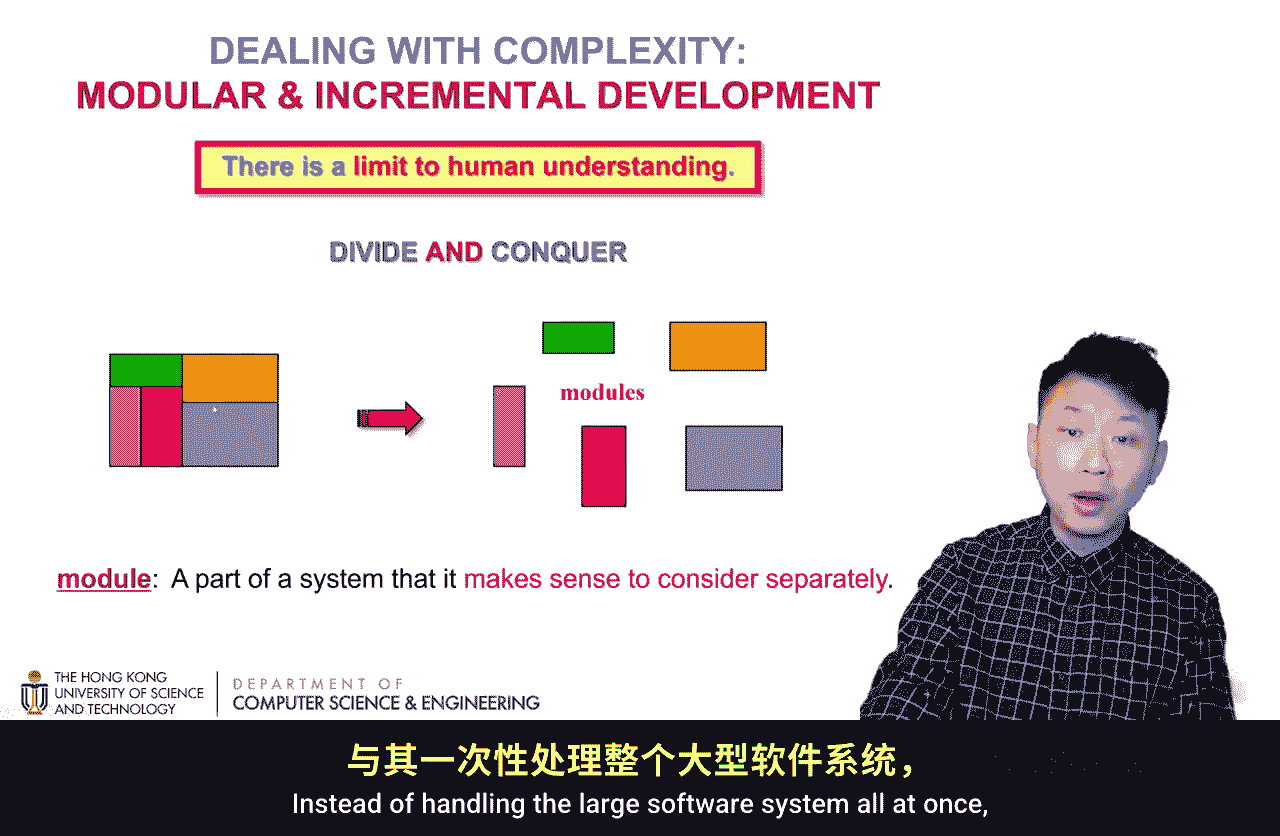 DEALING WITH COMPLEXITY:
MODULAR & INCREMENTAL DEVELOPMENT
There is a limit to human understanding.
DIVIDE AND CONQUER
modules
module: A part of a system that it makes sense to consider separately.
THE HONG KONG
UNIVERSITY OF SCIENCE
AND TECHNOLOGY
DEPARTMENT OF
COMPUTER SCIENCE & ENGINEERING
与其一次性处理整个大型软件系统，
Instead of handling the large software system all at once,